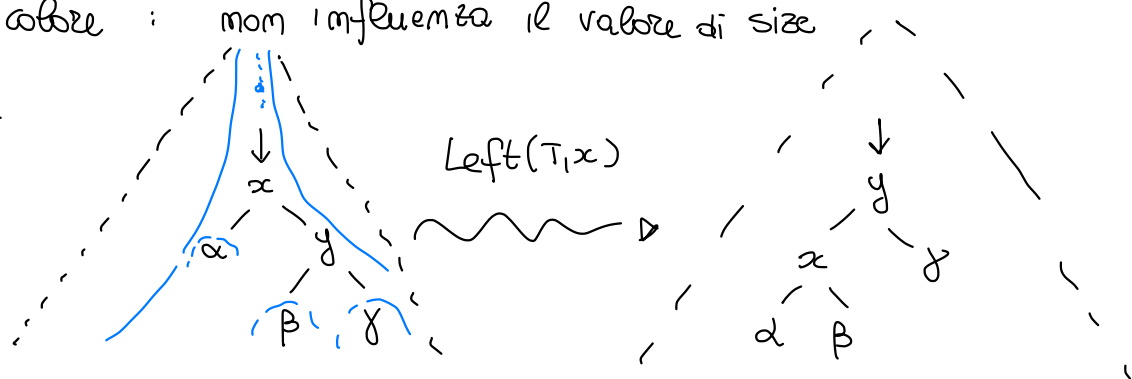 colore : non influenza il valore di size
x
Left(T,x)
α y
β γ
y
x γ
α β